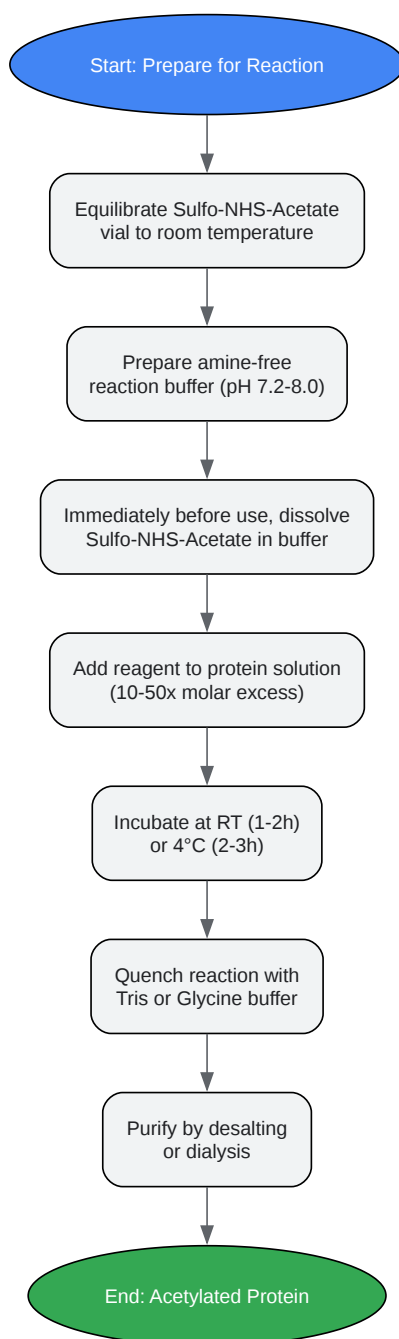 Start: Prepare for Reaction
Equilibrate Sulfo-NHS-Acetate
vial to room temperature
Prepare amine-free
reaction buffer (pH 7.2-8.0)
Immediately before use, dissolve
Sulfo-NHS-Acetate in buffer
Add reagent to protein solution
(10-50x molar excess)
Incubate at RT (1-2h)
or 4°C (2-3h)
Quench reaction with
Tris or Glycine buffer
Purify by desalting
or dialysis
End: Acetylated Protein